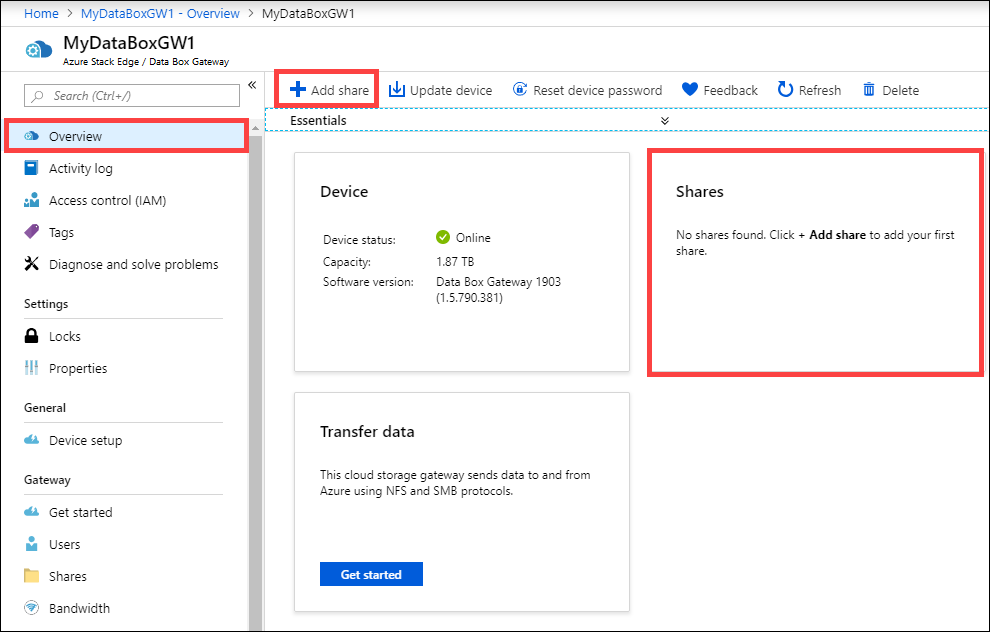 Home > MyDataBoxGW1 - Overview > MyDataBoxGW1
MyDataBoxGW1
Azure Stack Edge / Data Box Gateway
Search (Ctrl+/)
«
Overview
Activity log
Access control (IAM)
Tags
Diagnose and solve problems
Settings
Locks
Properties
General
Device setup
Gateway
Get started
Users
Shares
Bandwidth
Add share Update device Reset device password Feedback Refresh Delete
Essentials
Device
Device status: Online
Capacity: 1.87 TB
Software version: Data Box Gateway 1903
(1.5.790.381)
Shares
No shares found. Click + Add share to add your first
share.
Transfer data
This cloud storage gateway sends data to and from
Azure using NFS and SMB protocols.
Get started